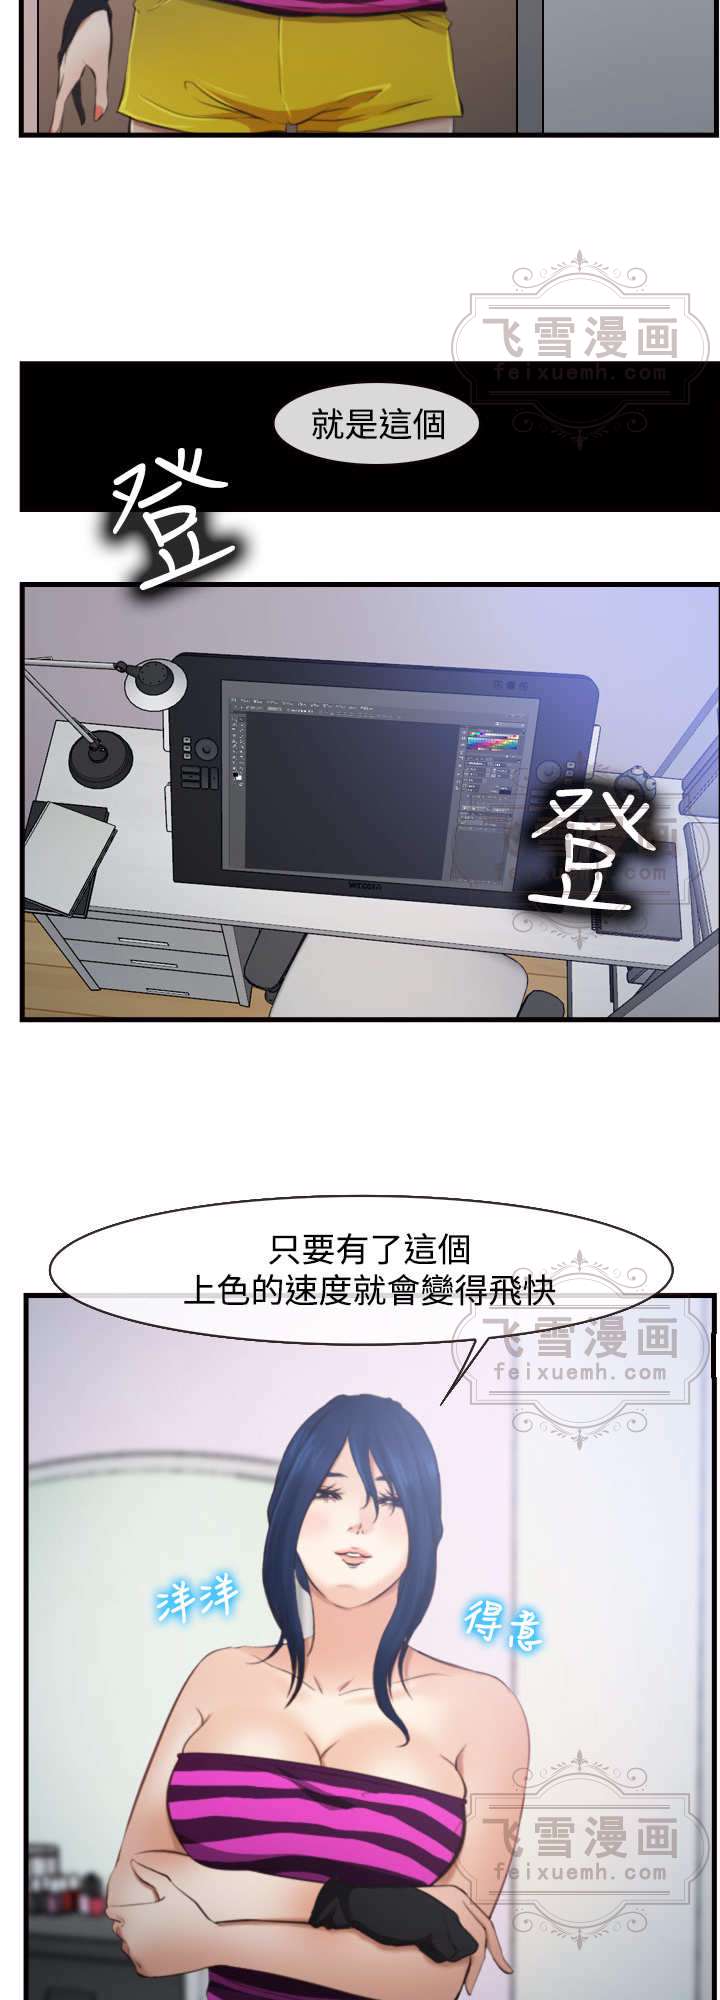 飞雪漫画
feixuemh.com
就是這個
登
登
只要有了這個
上色的速度就會變得飛快
飞雪漫画
feixuemh.com
洋洋
得意
飞雪漫画
feixuemh.com